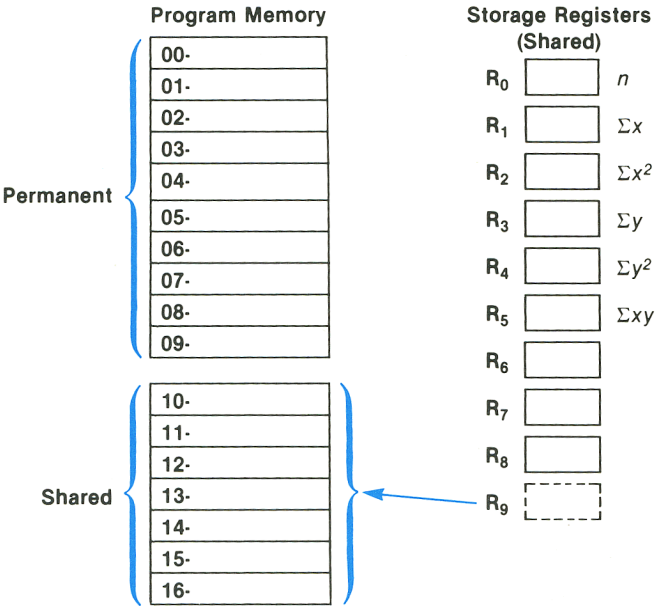 Program Memory
00-
01-
02-
03-
04-
05-
06-
07-
08-
09-
Permanent
10-
11-
12-
13-
14-
15-
16-
Shared
Storage Registers
(Shared)
R₀ n
R₁ Σx
R₂ Σx²
R₃ Σy
R₄ Σy²
R₅ Σxy
R₆
R₇
R₈
R₉